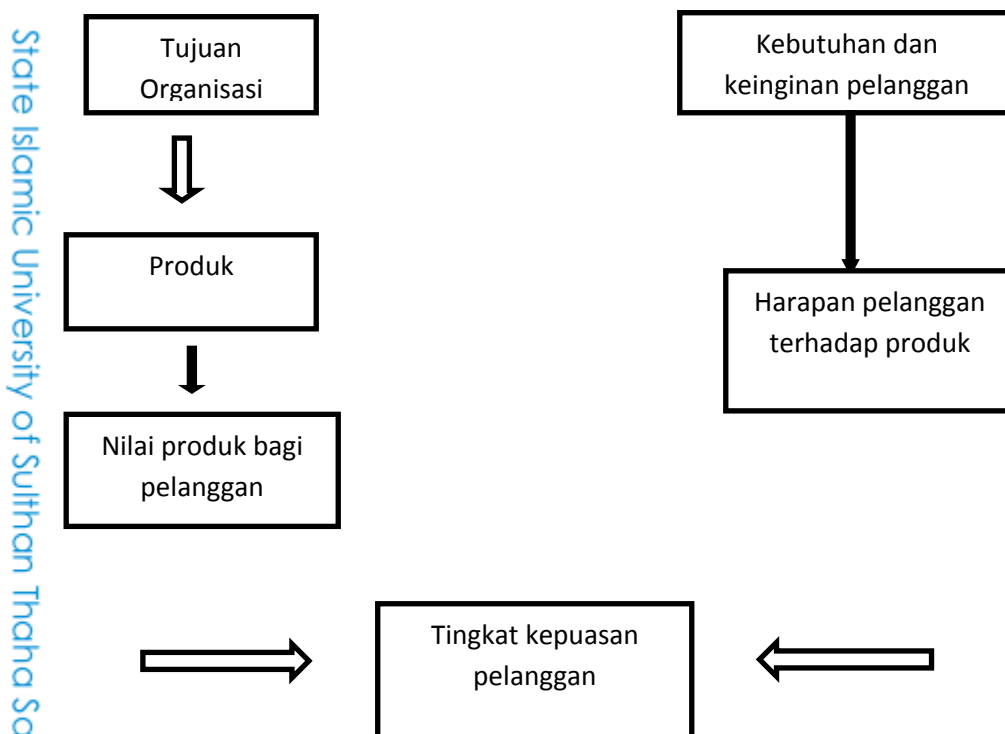 State Islamic University of Sulthan Thaha
Tujuan
Organisasi
Kebutuhan dan
keinginan pelanggan
Produk
Harapan pelanggan
terhadap produk
Nilai produk bagi
pelanggan
Tingkat kepuasan
pelanggan